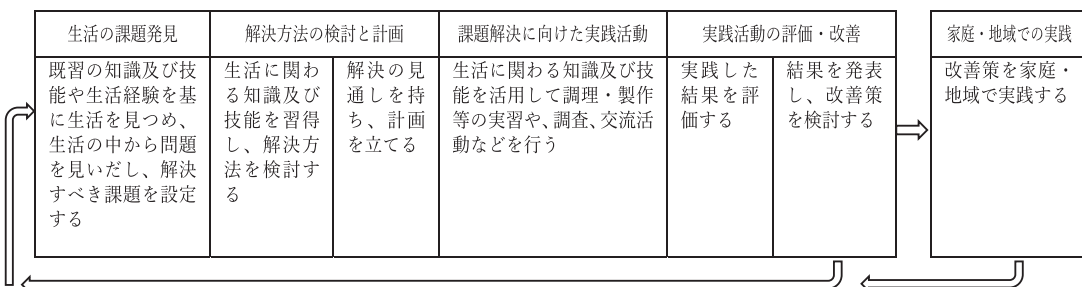 生活の課題発見
解決方法の検討と計画
課題解決に向けた実践活動
実践活動の評価・改善
家庭・地域での実践
既習の知識及び技
能や生活経験を基
に生活を見つめ、
生活の中から問題
を見いだし、解決
すべき課題を設定
する
生活に関わ
る知識及び
技能を習得
し、解決方
法を検討す
る
解決の見
通しを持
ち、計画
を立てる
生活に関わる知識及び技
能を活用して調理・製作
等の実習や、調査、交流活
動などを行う
実践した
結果を評
価する
結果を発表
し、改善策
を検討する
改善策を家庭・
地域で実践する